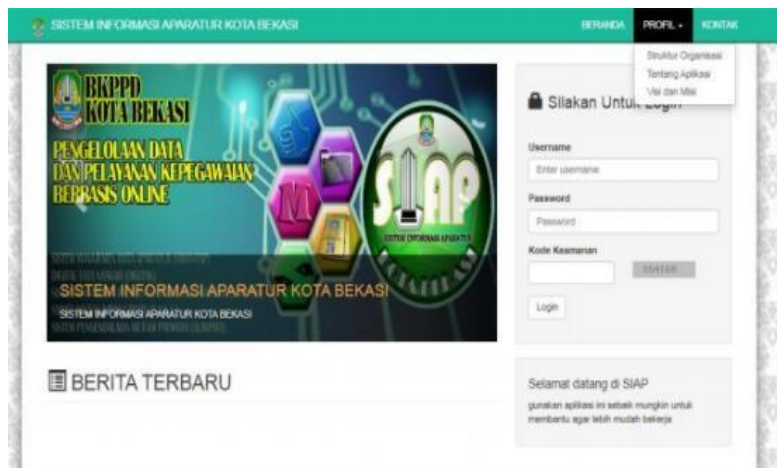 SISTEM INFORMASI APARATUR KOTA BEKASI
BERANDA PROFIL + KONTAK
Struktur Organisasi
Tentang Aplikasi
Visi dan Misi
BKPPD
KOTA BEKASI
PENGELOLAAN DATA
DAN PELAYANAN KEPEGAWAIAN
BERBASIS ONLINE
SIAP
SISTEM INFORMASI APARATUR
KOTA BEKASI
SISTEM INFORMASI APARATUR KOTA BEKASI
SISTEM INFORMASI APARATUR KOTA BEKASI
Silakan Untuk Login
Username
Enter username
Password
Password
Kode Keamanan
Login
BERITA TERBARU
Selamat datang di SIAP
gunakan aplikasi ini sebaik mungkin untuk
membantu agar lebih mudah bekerja